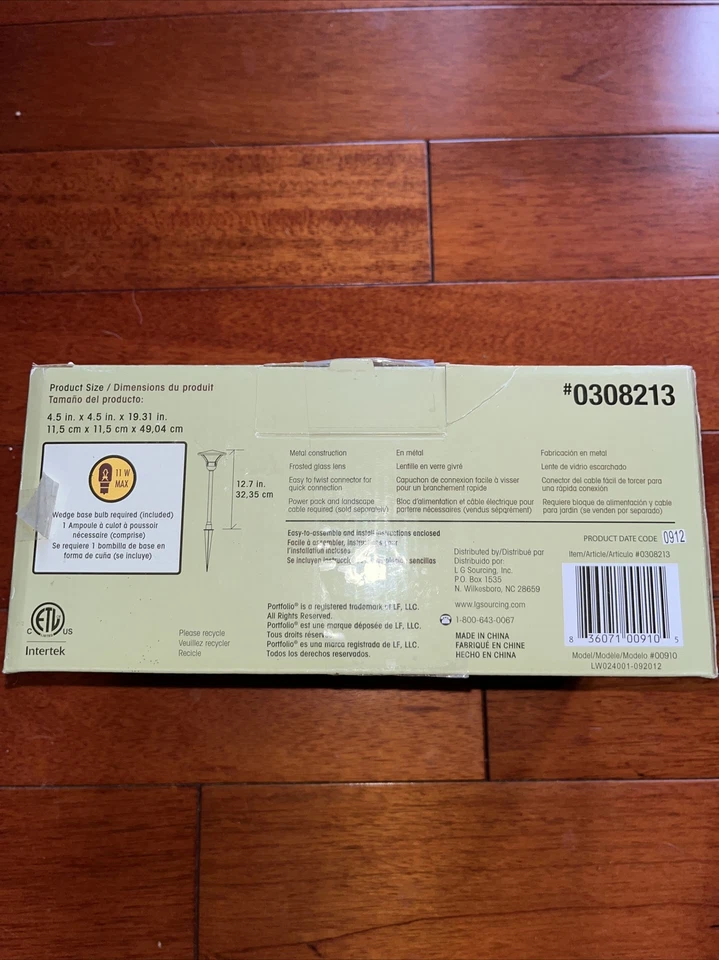 Product Size / Dimensions du produit
Tamaño del producto:
4.5 in. x 4.5 in. x 19.31 in.
11,5 cm x 11,5 cm x 49,04 cm
#0308213
11 W
MAX
Wedge base bulb required (included)
1 Ampoule à culot à poussoir
nécessaire (comprise)
Se requiere 1 bombilla de base en
forma de cuña (se incluye)
12.7 in.
32,35 cm
Metal construction
Frosted glass lens
Easy to twist connector for
quick connection
Power pack and landscape
cable required (sold separately)
En métal
Lentille en verre givré
Capuchon de connexion facile à visser
pour un branchement rapide
Bloc d'alimentation et câble électrique pour
parterre nécessaires (vendus séparément)
Fabricación en metal
Lente de vidrio escarchado
Conector del cable fácil de torcer para
una rápida conexión
Requiere bloque de alimentación y cable
para jardín (se venden por separado)
Easy-to-assemble and install instructions enclosed
Facile à assembler, instructions pour
l'installation incluses
Se incluyen sencillas
PRODUCT DATE CODE 0912
Item/Article/Artículo #0308213
Distributed by/Distribué par
Distribuido por:
L G Sourcing, Inc.
P.O. Box 1535
N. Wilkesboro, NC 28659
www.lgsourcing.com
1-800-643-0067
MADE IN CHINA
FABRIQUÉ EN CHINE
HECHO EN CHINA
8 36071 00910 5
Model/Modèle/Modelo #00910
LW024001-092012
C ETL US
Intertek
Please recycle
Veuillez recycler
Recicle
Portfolio® is a registered trademark of LF, LLC.
All Rights Reserved.
Portfolio® est une marque déposée de LF, LLC.
Tous droits
Portfolio® es una marca registrada de LF, LLC.
Todos los derechos reservados.